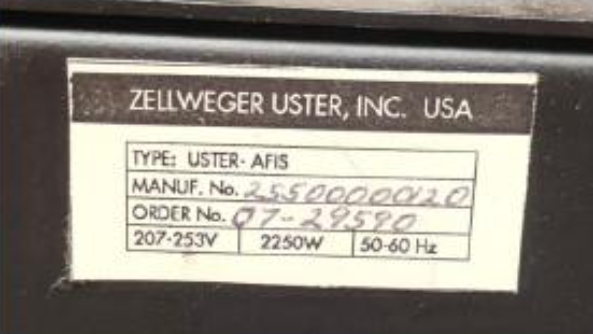 ZELLWEGER USTER, INC. USA
TYPE: USTER- AFIS
MANUF. No. 25500000120
ORDER No. 07-29590
207-253V 2250W 50-60 Hz